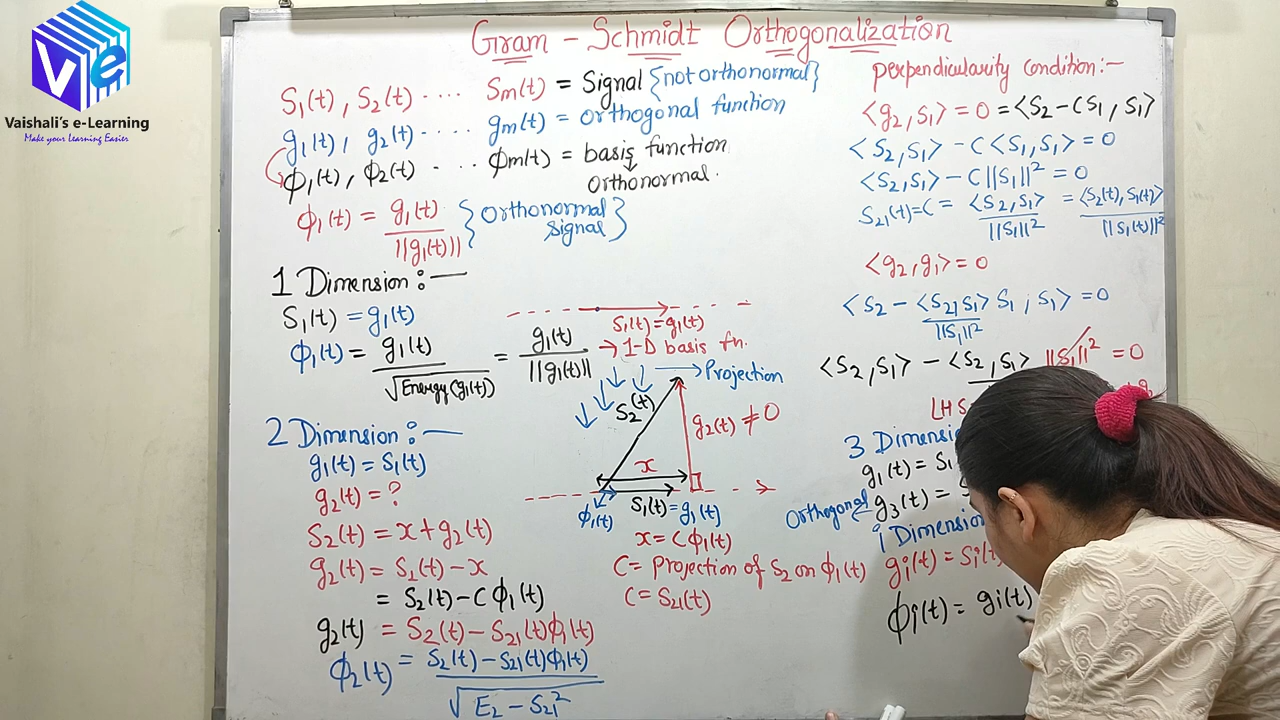 Ve
Vaishali's e-Learning
Make your Learning Easier
Gram - Schmidt Orthogonalization
S1(t), S2(t) .... Sm(t) = Signal {not orthonormal}
g1(t), g2(t) .... gm(t) = orthogonal function
ϕ1(t), ϕ2(t) ... ϕm(t) = basis function
Orthonormal.
ϕ1(t) = g1(t) / ||g1(t)|| {Orthonormal signal}
1 Dimension :—
S1(t) = g1(t)
ϕ1(t) = g1(t) / √Energy(g1(t)) = g1(t) / ||g1(t)||
S1(t) = g1(t)
→ 1-D basis fn.
2 Dimension :—
g1(t) = S1(t)
g2(t) = ?
S2(t) = x + g2(t)
g2(t) = S2(t) - x
= S2(t) - C ϕ1(t)
g2(t) = S2(t) - S21(t)ϕ1(t)
ϕ2(t) = S2(t) - S21(t)ϕ1(t) / √E2 - S21²
→ Projection
S2(t)
g2(t) ≠ 0
x
ϕ1(t)
S1(t) = g1(t)
x = Cϕ1(t)
C = Projection of S2 on ϕ1(t)
C = S21(t)
perpendicularity condition :—
<g2, S1> = 0 = <S2 - CS1, S1>
<S2, S1> - C <S1, S1> = 0
<S2, S1> - C ||S1||² = 0
S21(t) = C = <S2, S1> / ||S1||² = <S2(t), S1(t)> / ||S1(t)||²
<g2, g1> = 0
<S2 - <S2, S1> / ||S1||² S1, S1> = 0
<S2, S1> - <S2, S1> ||S1||² = 0
LHS
3 Dimensio
g1(t) = S1
Orthogonal ← g3(t) =
i Dimension
gi(t) = Si(t)
ϕi(t) = gi(t)